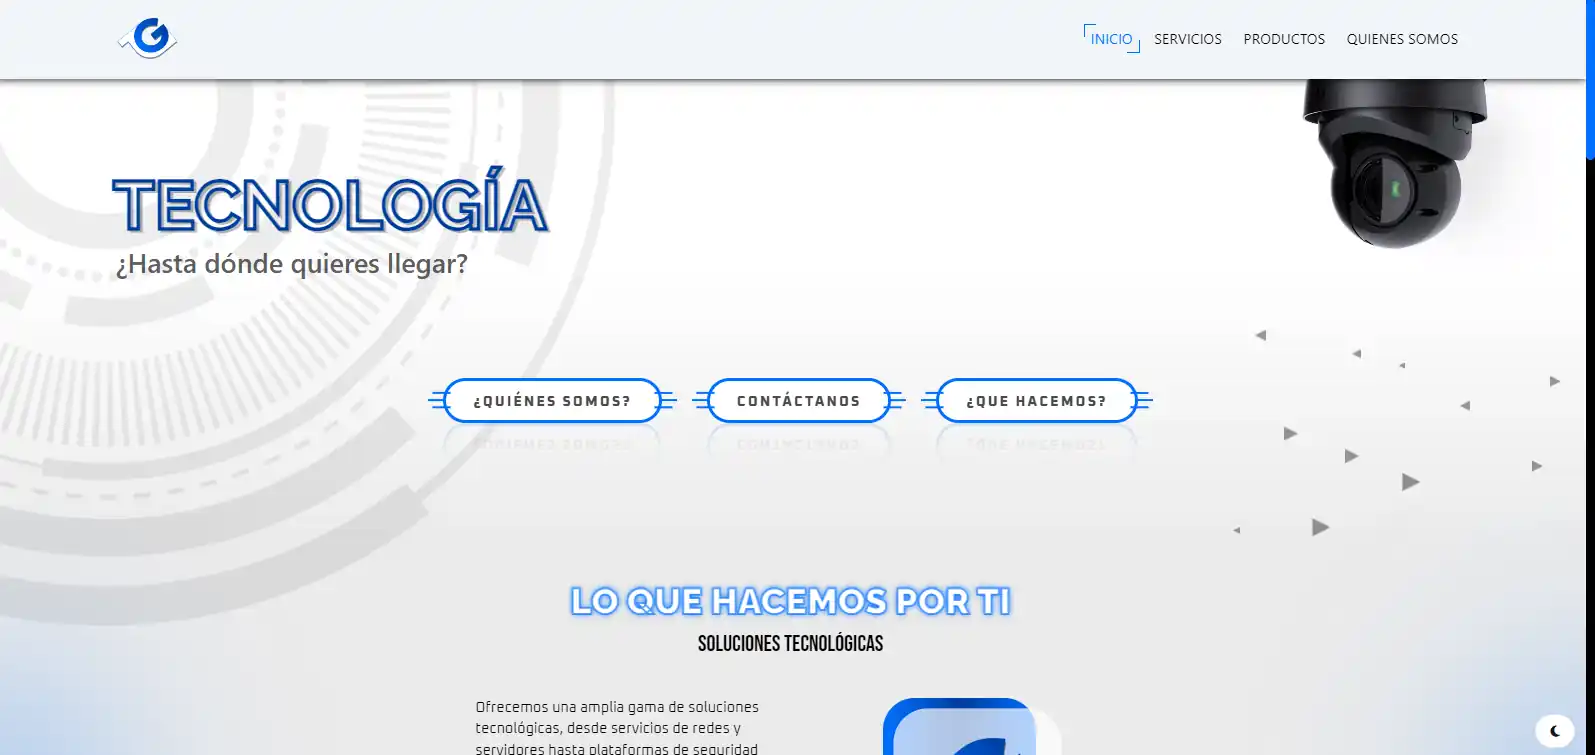 INICIO
SERVICIOS
PRODUCTOS
QUIENES SOMOS
TECNOLOGÍA
¿Hasta dónde quieres llegar?
¿QUIÉNES SOMOS?
CONTÁCTANOS
¿QUE HACEMOS?
LO QUE HACEMOS POR TI
SOLUCIONES TECNOLÓGICAS
Ofrecemos una amplia gama de soluciones
tecnológicas, desde servicios de redes y
servidores hasta plataformas de seguridad